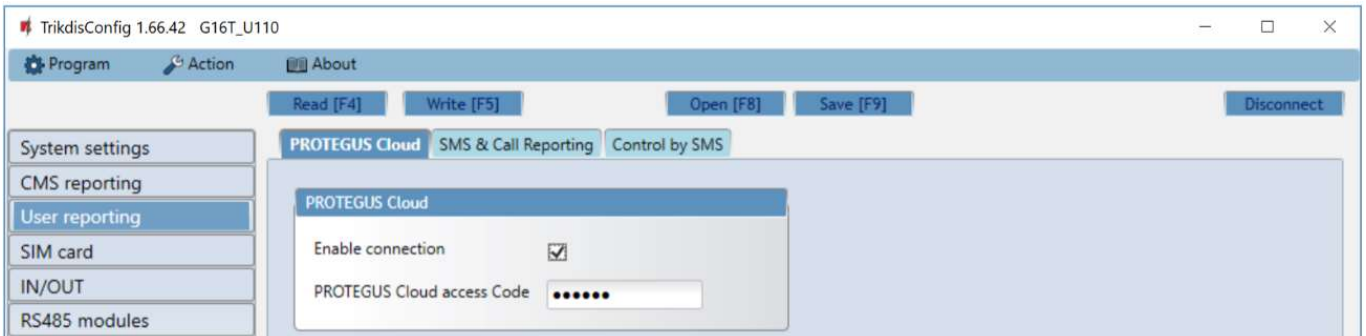 TrikdisConfig 1.66.42 G16T_U110
Program Action About
Read [F4] Write [F5] Open [F8] Save [F9] Disconnect
System settings
CMS reporting
User reporting
SIM card
IN/OUT
RS485 modules
PROTEGUS Cloud SMS & Call Reporting Control by SMS
PROTEGUS Cloud
Enable connection
PROTEGUS Cloud access Code ●●●●●●